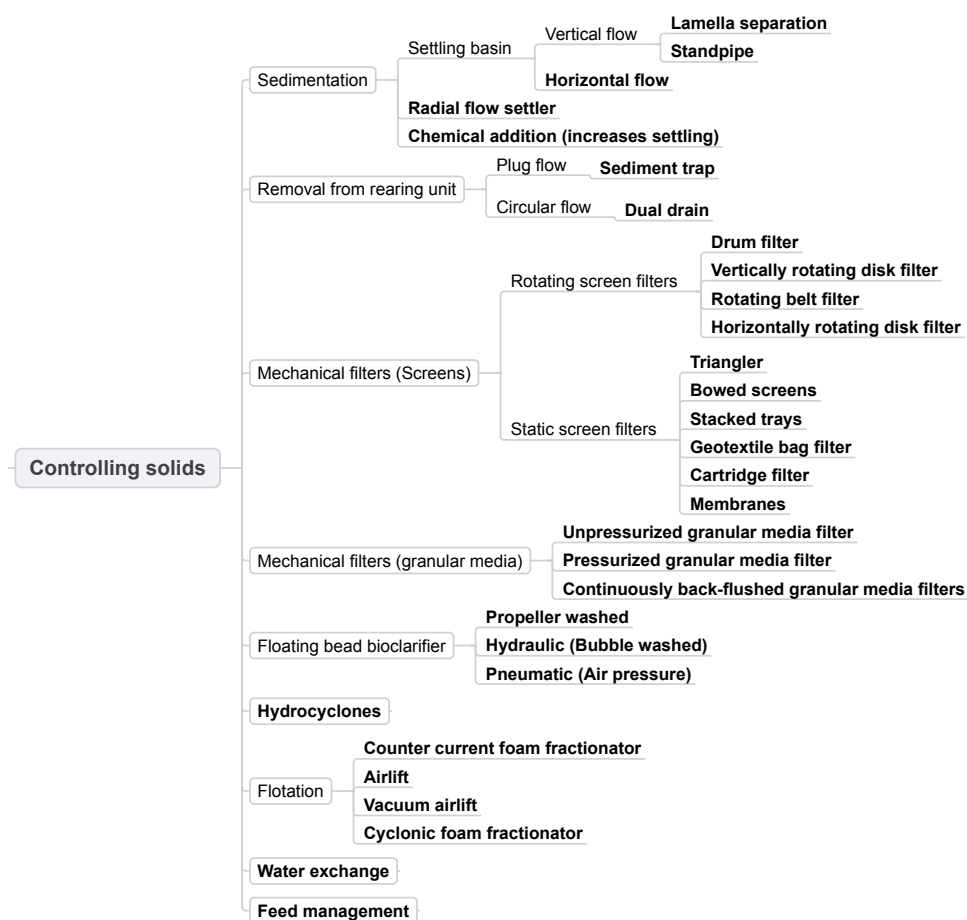 Controlling solids
Sedimentation
Settling basin
Vertical flow
Lamella separation
Standpipe
Horizontal flow
Radial flow settler
Chemical addition (increases settling)
Removal from rearing unit
Plug flow
Sediment trap
Circular flow
Dual drain
Mechanical filters (Screens)
Rotating screen filters
Drum filter
Vertically rotating disk filter
Rotating belt filter
Horizontally rotating disk filter
Static screen filters
Triangler
Bowed screens
Stacked trays
Geotextile bag filter
Cartridge filter
Membranes
Mechanical filters (granular media)
Unpressurized granular media filter
Pressurized granular media filter
Continuously back-flushed granular media filters
Floating bead bioclarifier
Propeller washed
Hydraulic (Bubble washed)
Pneumatic (Air pressure)
Hydrocyclones
Flotation
Counter current foam fractionator
Airlift
Vacuum airlift
Cyclonic foam fractionator
Water exchange
Feed management